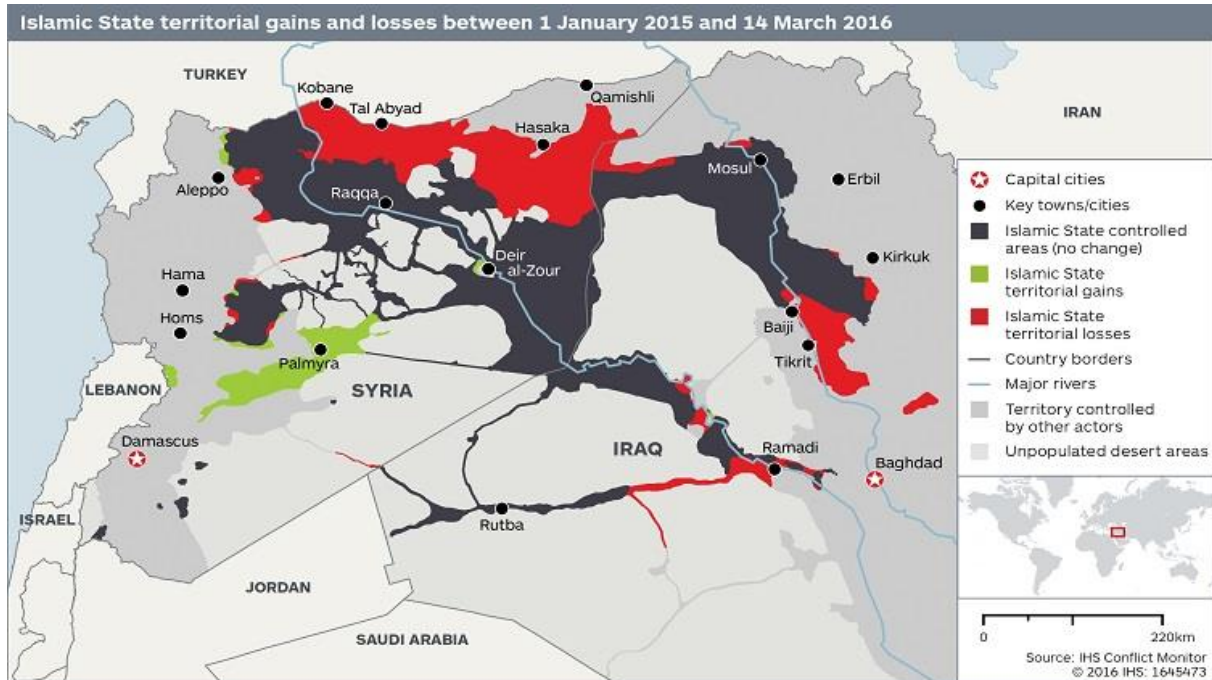 Islamic State territorial gains and losses between 1 January 2015 and 14 March 2016
TURKEY
Kobane
Tal Abyad
Qamishli
Hasaka
IRAN
Aleppo
Raqqa
Mosul
Erbil
Deir
al-Zour
Kirkuk
Hama
Homs
Palmyra
Baiji
Tikrit
LEBANON
SYRIA
Damascus
IRAQ
Ramadi
Baghdad
ISRAEL
Rutba
JORDAN
SAUDI ARABIA
Capital cities
Key towns/cities
Islamic State controlled
areas (no change)
Islamic State
territorial gains
Islamic State
territorial losses
Country borders
Major rivers
Territory controlled
by other actors
Unpopulated desert areas
0
220km
Source: IHS Conflict Monitor
© 2016 IHS: 1645473